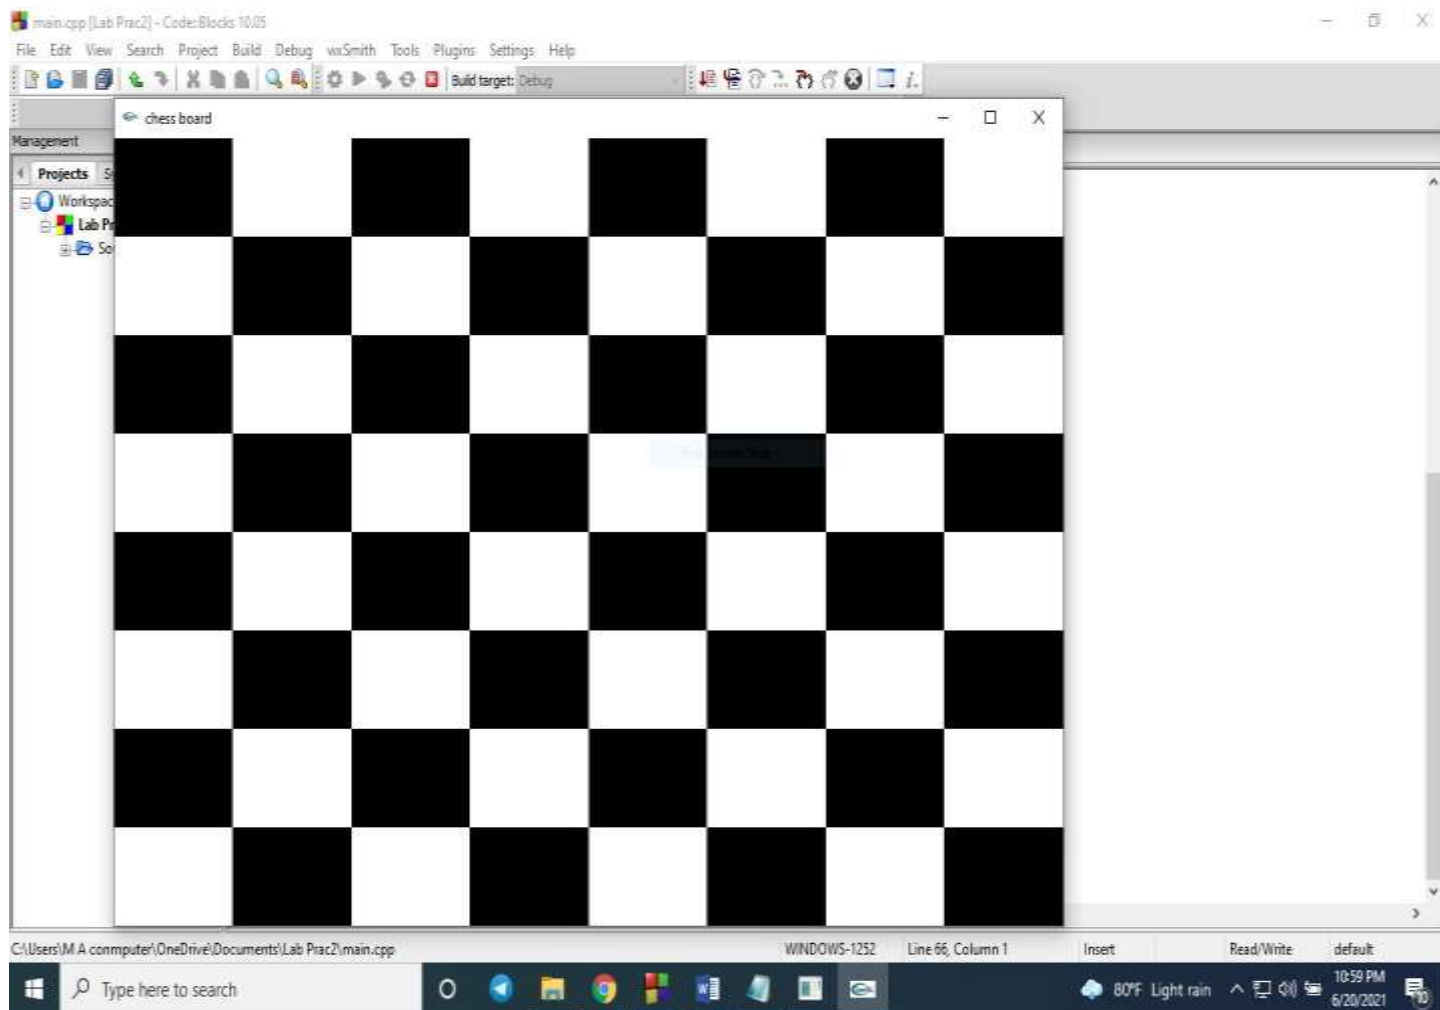 main.cpp [Lab Prac2] - Code::Blocks 10.05
File Edit View Search Project Build Debug wxSmith Tools Plugins Settings Help
Build target: Debug
chess board
Management
Projects
Workspac
Lab Pr
So
C:\Users\M A conmputer\OneDrive\Documents\Lab Prac2\main.cpp WINDOWS-1252 Line 66, Column 1 Insert Read/Write default
Type here to search 80°F Light rain 10:59 PM
6/20/2021